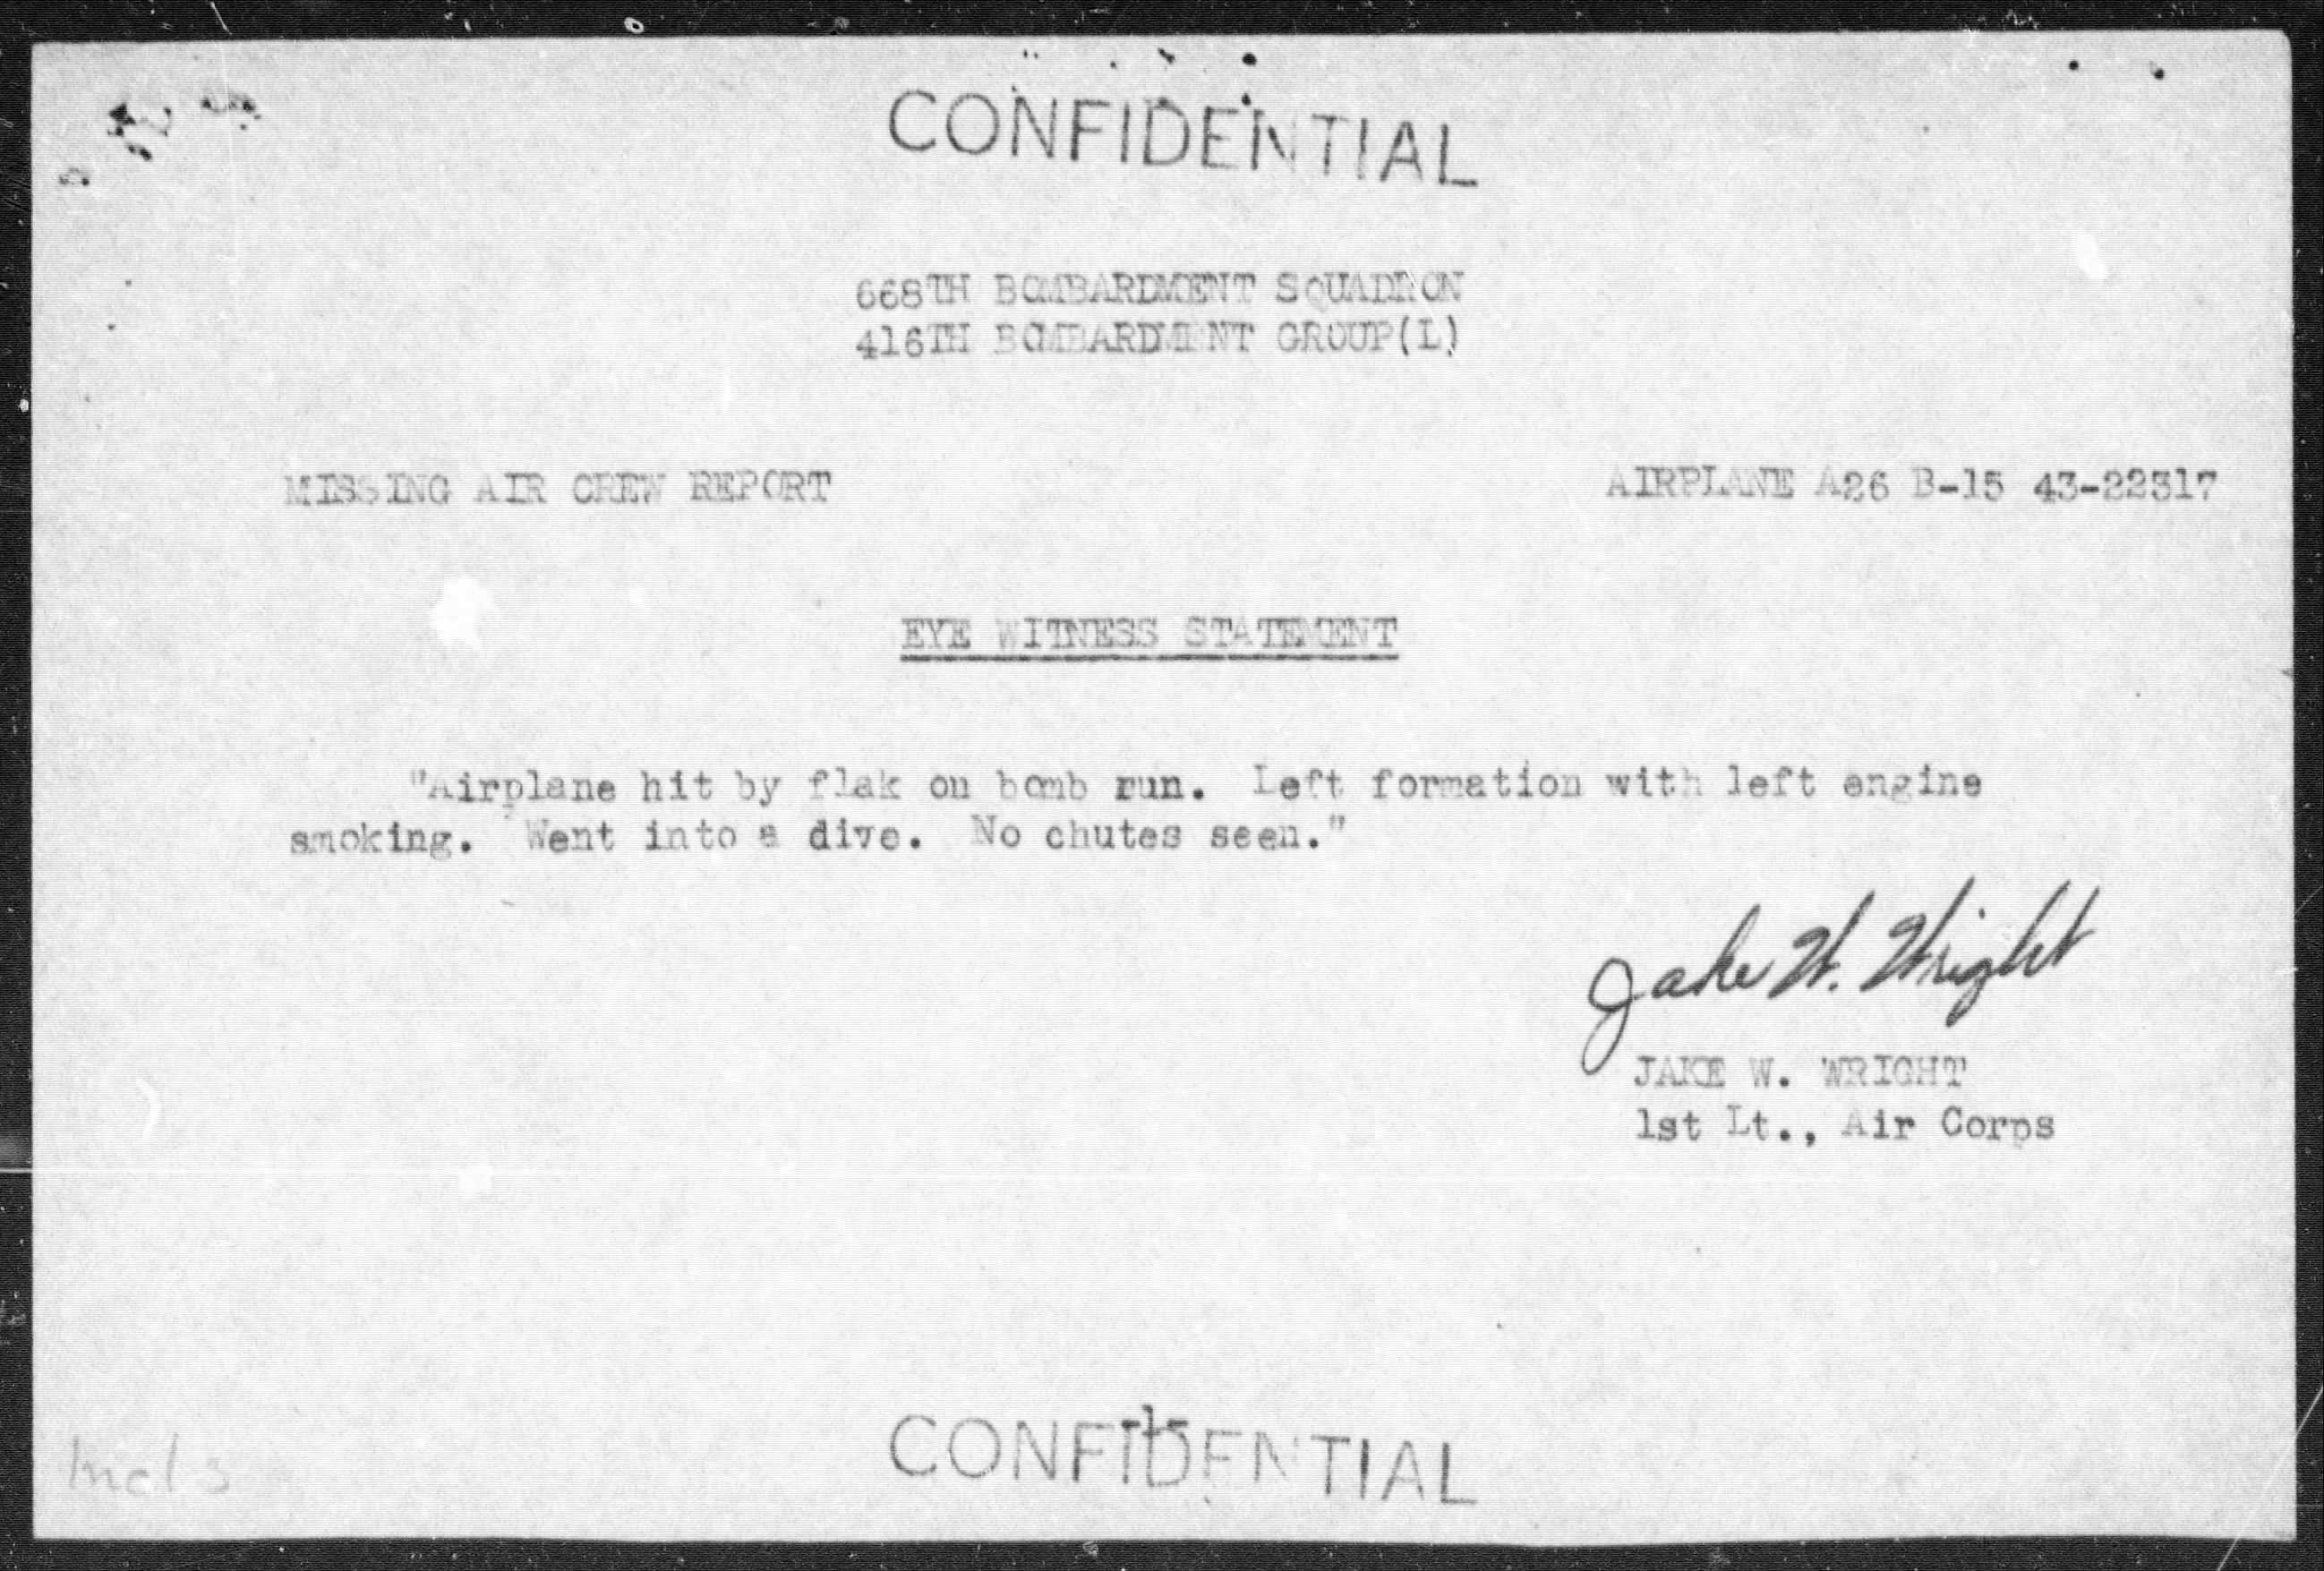 CONFIDENTIAL
668TH BOMBARDMENT SQUADRON
416TH BOMBARDMENT GROUP(L)
MISSING AIR CREW REPORT AIRPLANE A26 B-15 43-22317
EYE WITNESS STATEMENT
"Airplane hit by flak on bomb run. Left formation with left engine
smoking. Went into a dive. No chutes seen."
Jake W. Wright
JAKE W. WRIGHT
1st Lt., Air Corps
-1-
CONFIDENTIAL
Incl 3